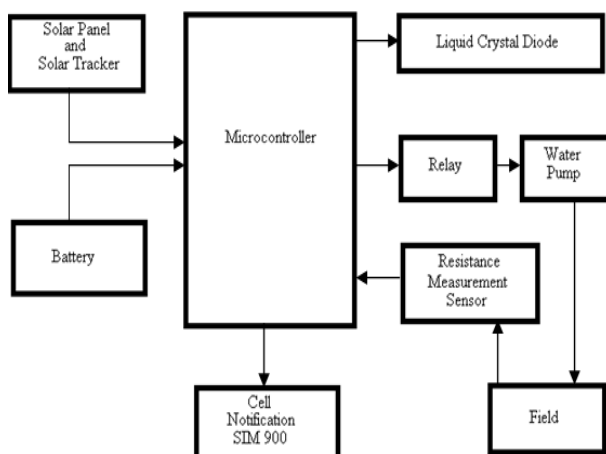 Solar Panel
and
Solar Tracker
Liquid Crystal Diode
Microcontroller
Relay
Water
Pump
Battery
Resistance
Measurement
Sensor
Cell
Notification
SIM 900
Field